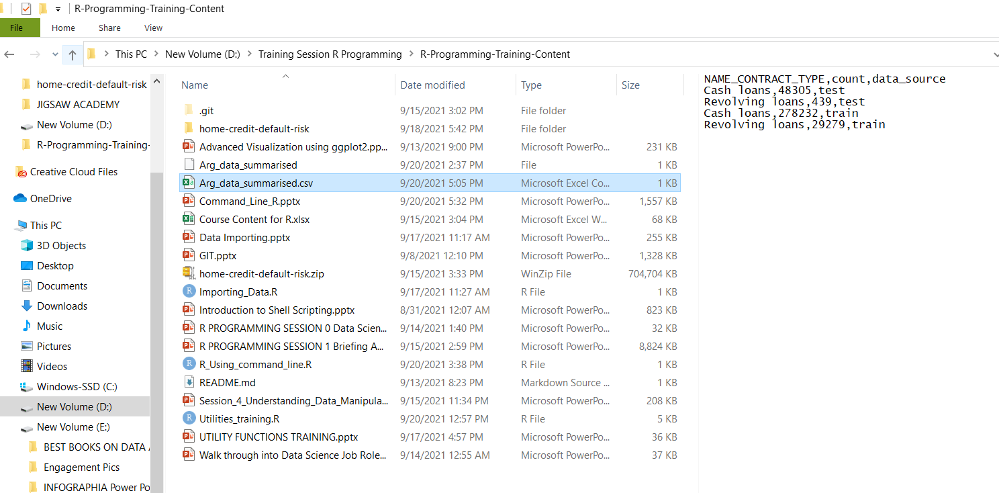 R-Programming-Training-Content
File Home Share View
This PC New Volume (D:) Training Session R Programming R-Programming-Training-Content
home-credit-default-risk
JIGSAW ACADEMY
New Volume (D:)
R-Programming-Training-
Creative Cloud Files
OneDrive
This PC
3D Objects
Desktop
Documents
Downloads
Music
Pictures
Videos
Windows-SSD (C:)
New Volume (D:)
New Volume (E:)
BEST BOOKS ON DATA
Engagement Pics
INFOGRAPHIA Power Po
Name Date modified Type Size
.git 9/15/2021 3:02 PM File folder
home-credit-default-risk 9/18/2021 5:42 PM File folder
Advanced Visualization using ggplot2.pp... 9/13/2021 9:00 PM Microsoft PowerPo... 231 KB
Arg_data_summarised 9/20/2021 2:37 PM File 1 KB
Arg_data_summarised.csv 9/20/2021 5:05 PM Microsoft Excel Co... 1 KB
Command_Line_R.pptx 9/20/2021 5:32 PM Microsoft PowerPo... 1,557 KB
Course Content for R.xlsx 9/15/2021 3:04 PM Microsoft Excel W... 68 KB
Data Importing.pptx 9/17/2021 11:17 AM Microsoft PowerPo... 255 KB
GIT.pptx 9/8/2021 12:10 PM Microsoft PowerPo... 1,328 KB
home-credit-default-risk.zip 9/15/2021 3:33 PM WinZip File 704,704 KB
Importing_Data.R 9/17/2021 11:27 AM R File 1 KB
Introduction to Shell Scripting.pptx 8/31/2021 12:07 AM Microsoft PowerPo... 823 KB
R PROGRAMMING SESSION 0 Data Scien... 9/14/2021 1:40 PM Microsoft PowerPo... 32 KB
R PROGRAMMING SESSION 1 Briefing A... 9/15/2021 2:59 PM Microsoft PowerPo... 8,824 KB
R_Using_command_line.R 9/20/2021 3:38 PM R File 1 KB
README.md 9/13/2021 8:23 PM Markdown Source ... 1 KB
Session_4_Understanding_Data_Manipula... 9/15/2021 11:34 PM Microsoft PowerPo... 208 KB
Utilities_training.R 9/20/2021 12:57 PM R File 5 KB
UTILITY FUNCTIONS TRAINING.pptx 9/17/2021 4:57 PM Microsoft PowerPo... 36 KB
Walk through into Data Science Job Role... 9/14/2021 12:55 AM Microsoft PowerPo... 37 KB
NAME_CONTRACT_TYPE,count,data_source
Cash loans,48305,test
Revolving loans,439,test
Cash loans,278232,train
Revolving loans,29279,train